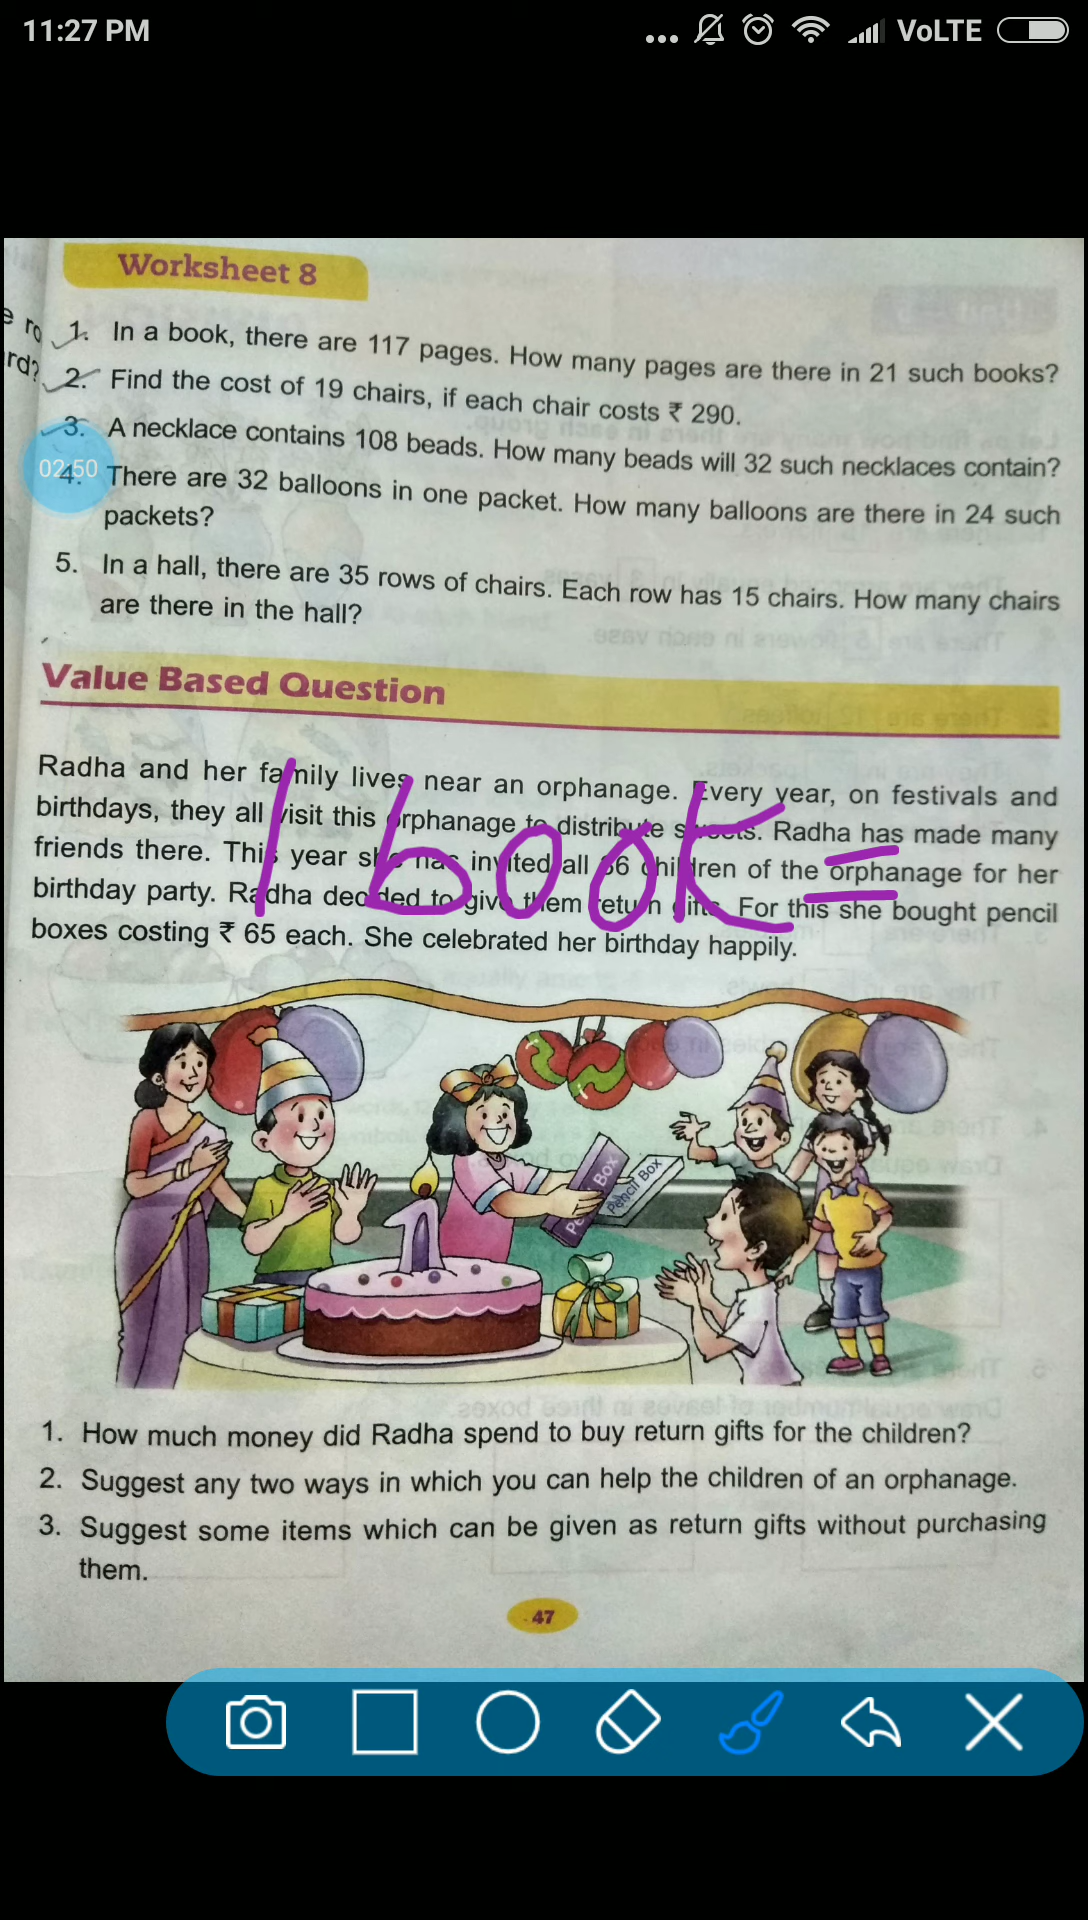 11:27 PM
... VoLTE
Worksheet 8
e ro
rd?
1. In a book, there are 117 pages. How many pages are there in 21 such books?
2. Find the cost of 19 chairs, if each chair costs ₹ 290.
3. A necklace contains 108 beads. How many beads will 32 such necklaces contain?
02:50
4. There are 32 balloons in one packet. How many balloons are there in 24 such
packets?
5. In a hall, there are 35 rows of chairs. Each row has 15 chairs. How many chairs
are there in the hall?
Value Based Question
Radha and her family lives near an orphanage. Every year, on festivals and
birthdays, they all visit this orphanage to distribute sweets. Radha has made many
friends there. This year she has invited all 36 children of the orphanage for her
birthday party. Radha decided to give them return gifts. For this she bought pencil
boxes costing ₹ 65 each. She celebrated her birthday happily.
1 book =
Pencil Box
Pe Box
1
1. How much money did Radha spend to buy return gifts for the children?
2. Suggest any two ways in which you can help the children of an orphanage.
3. Suggest some items which can be given as return gifts without purchasing
them.
47